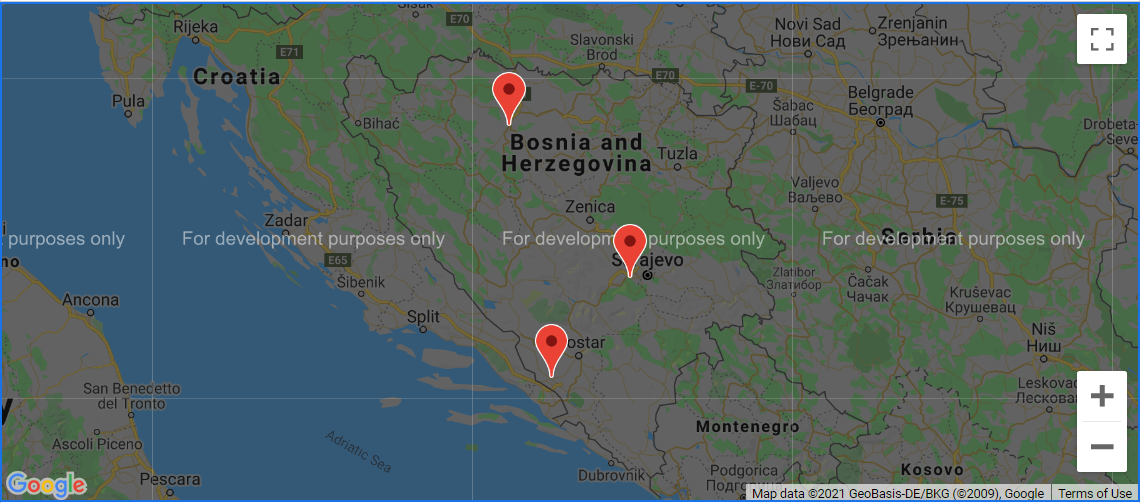 Rijeka
Sisak
E70
Novi Sad
Нови Сад
Zrenjanin
Зрењанин
E71
Slavonski
Brod
Croatia
E70
E-70
Pula
Bihać
Šabac
Шабац
Belgrade
Београд
Bosnia and
Herzegovina
Tuzla
Drobeta-
Valjevo
Ваљево
E-75
Zenica
Zadar
purposes only
For development purposes only
For development purposes only
For development purposes only
Serbia
Sarajevo
E65
Šibenik
Zlatibor
Златибор
Čačak
Чачак
Ancona
Kruševac
Крушевац
Split
Niš
Ниш
ostar
San Benedetto
del Tronto
Leskovac
Лесковац
Montenegro
Ascoli Piceno
Adriatic Sea
Dubrovnik
Podgorica
Подгорица
Kosovo
Pescara
Google
Map data ©2021 GeoBasis-DE/BKG (©2009), Google
Terms of Use